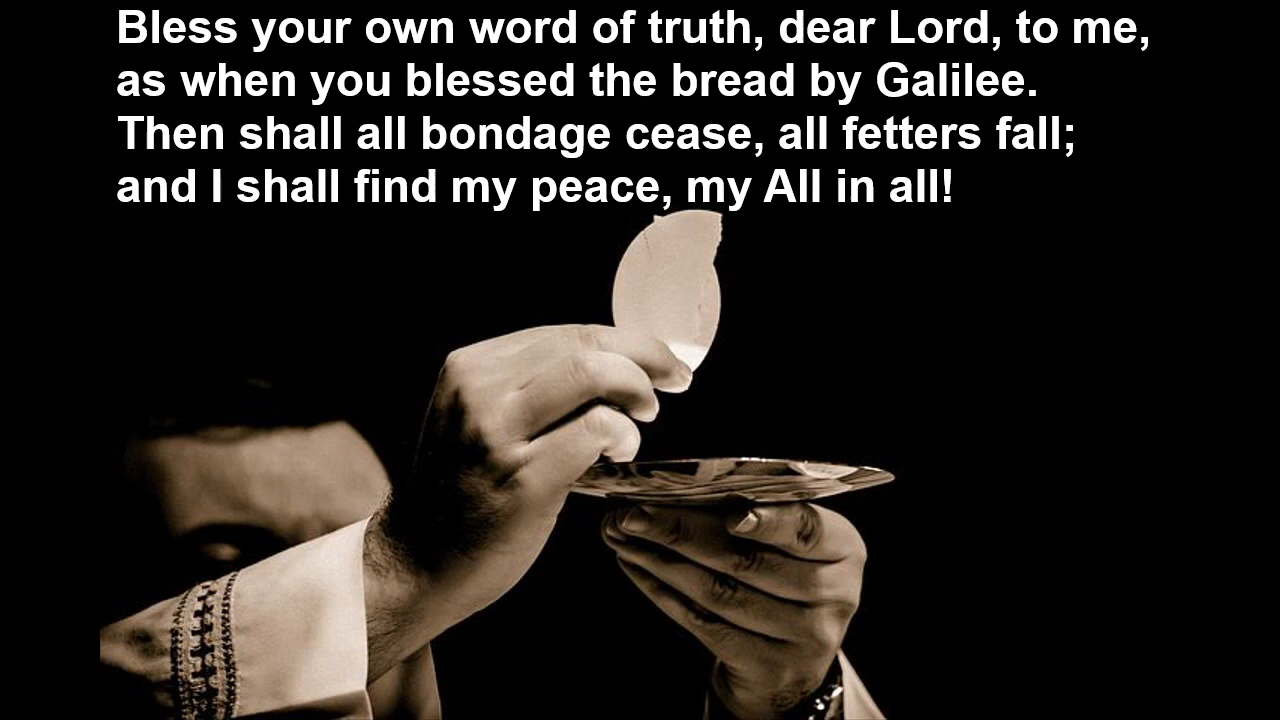 Bless your own word of truth, dear Lord, to me,
as when you blessed the bread by Galilee.
Then shall all bondage cease, all fetters fall;
and I shall find my peace, my All in all!